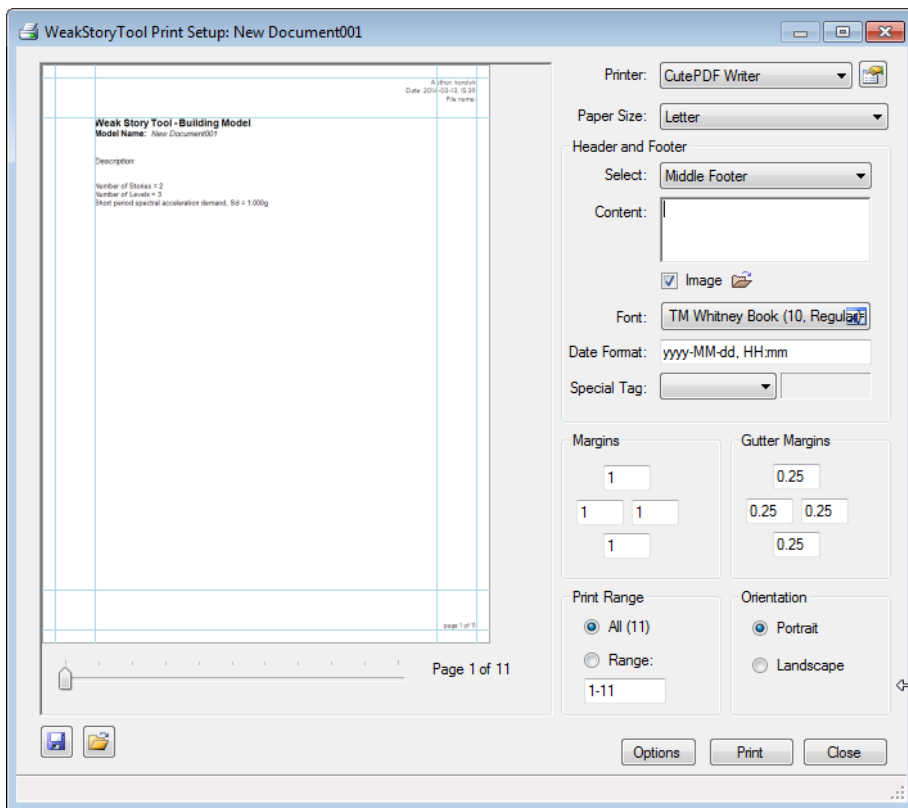 WeakStoryTool Print Setup: New Document001
Author: koroluk
Date: 2014-03-13, 15:39
File name:
Weak Story Tool - Building Model
Model Name: New Document001
Description:
Number of Stories = 2
Number of Levels = 3
Short period spectral acceleration demand, Sd = 1.000g
page 1 of 11
Page 1 of 11
Printer: CutePDF Writer
Paper Size: Letter
Header and Footer
Select: Middle Footer
Content:
Image
Font: TM Whitney Book (10, Regular)
Date Format: yyyy-MM-dd, HH:mm
Special Tag:
Margins
1
1 1
1
Gutter Margins
0.25
0.25 0.25
0.25
Print Range
All (11)
Range:
1-11
Orientation
Portrait
Landscape
Options Print Close